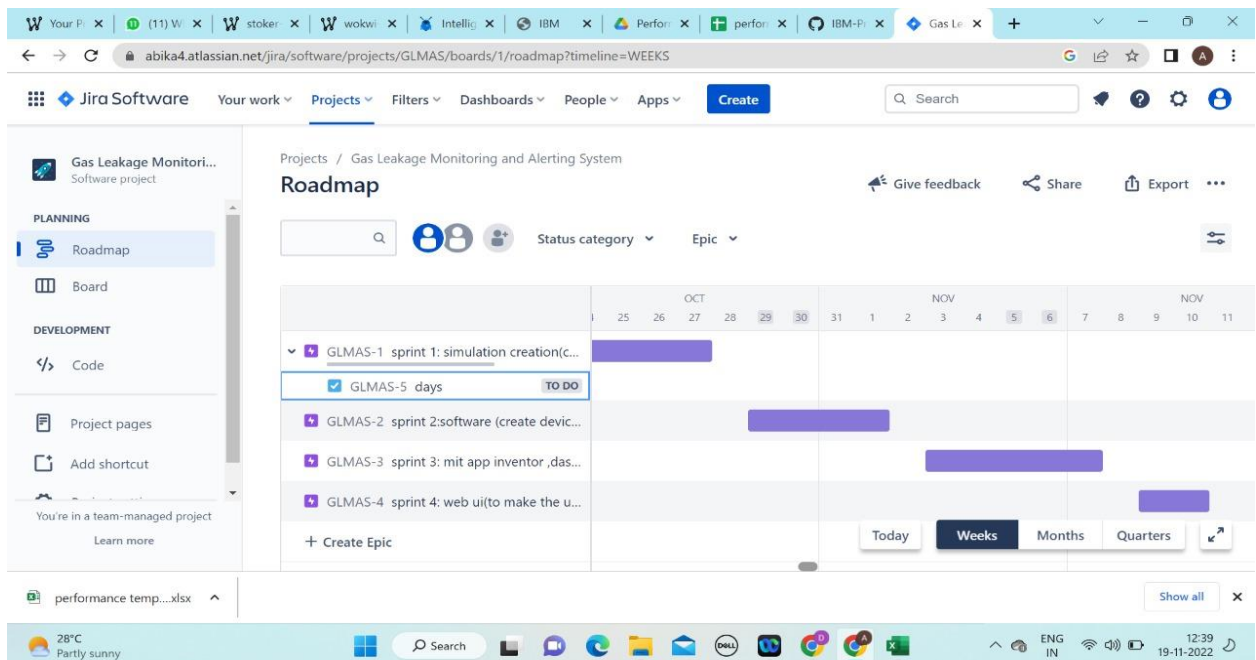 Your P
(11) W
stoker-
wokwi
Intellig
IBM
Perforr
perfor
IBM-P
Gas Le
abika4.atlassian.net/jira/software/projects/GLMAS/boards/1/roadmap?timeline=WEEKS
A
Jira Software Your work Projects Filters Dashboards People Apps Create Search
Gas Leakage Monitori...
Software project
PLANNING
Roadmap
Board
DEVELOPMENT
Code
Project pages
Add shortcut
You're in a team-managed project
Learn more
Projects / Gas Leakage Monitoring and Alerting System
Roadmap
Give feedback Share Export
Status category Epic
OCT NOV NOV
25 26 27 28 29 30 31 1 2 3 4 5 6 7 8 9 10 11
GLMAS-1 sprint 1: simulation creation(c...
GLMAS-5 days TO DO
GLMAS-2 sprint 2:software (create devic...
GLMAS-3 sprint 3: mit app inventor ,das...
GLMAS-4 sprint 4: web ui(to make the u...
+ Create Epic
Today Weeks Months Quarters
performance temp....xlsx
Show all
28°C
Partly sunny
Search
DELL
ENG
IN
12:39
19-11-2022